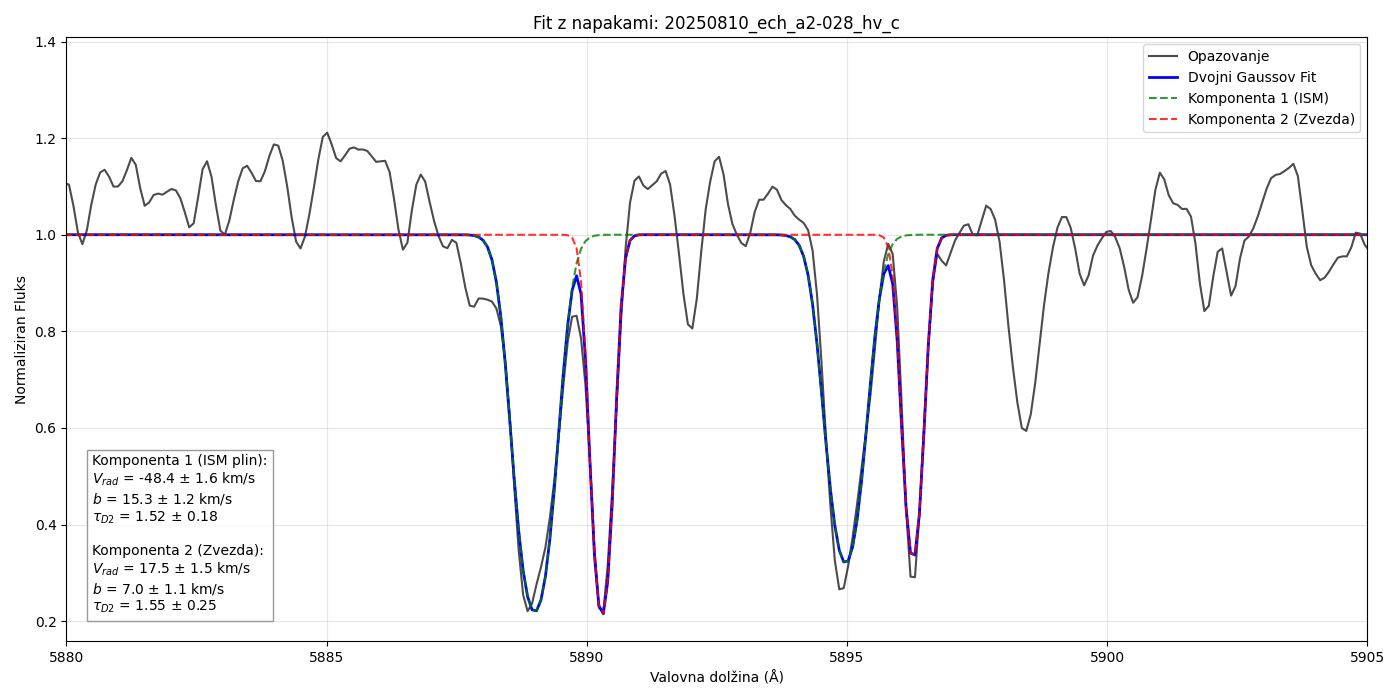 Fit z napakami: 20250810_ech_a2-028_hv_c
Normaliziran Fluks
1.4
1.2
1.0
0.8
0.6
0.4
0.2
Opazovanje
Dvojni Gaussov Fit
Komponenta 1 (ISM)
Komponenta 2 (Zvezda)
Komponenta 1 (ISM plin):
V_rad = -48.4 ± 1.6 km/s
b = 15.3 ± 1.2 km/s
τ_D2 = 1.52 ± 0.18
Komponenta 2 (Zvezda):
V_rad = 17.5 ± 1.5 km/s
b = 7.0 ± 1.1 km/s
τ_D2 = 1.55 ± 0.25
5880 5885 5890 5895 5900 5905
Valovna dolžina (Å)